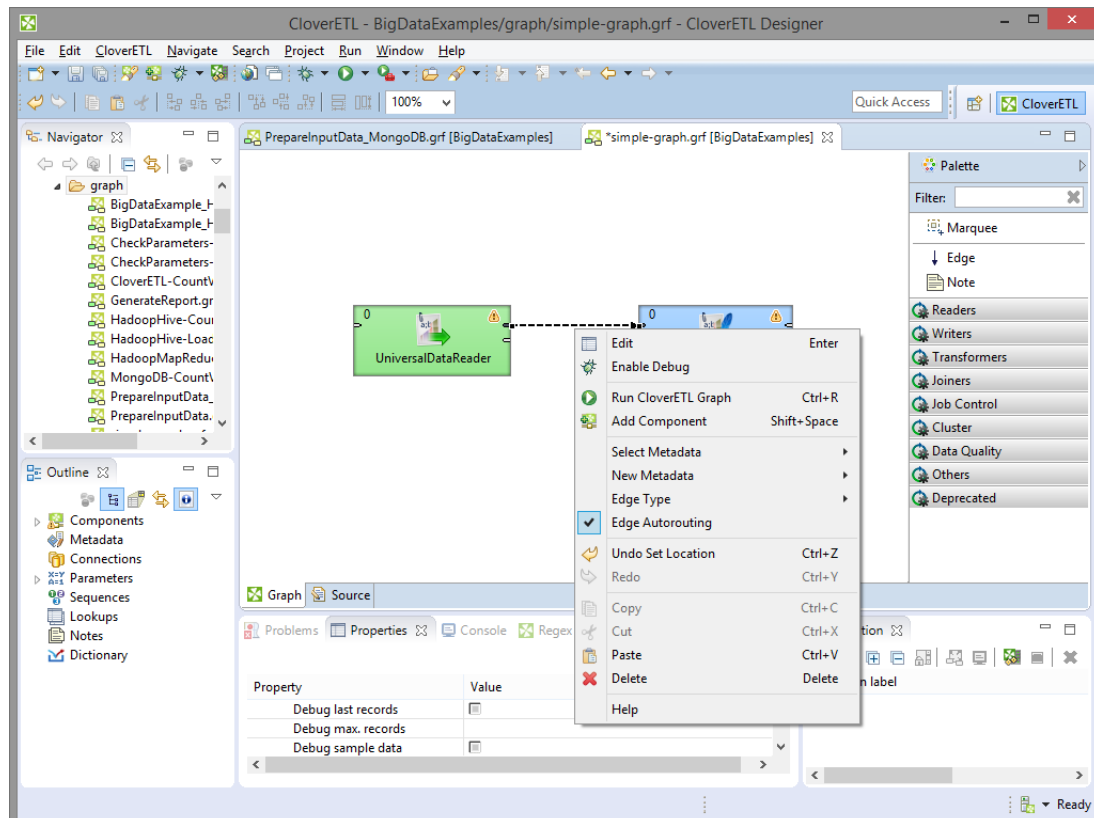 CloverETL - BigDataExamples/graph/simple-graph.grf - CloverETL Designer
File Edit CloverETL Navigate Search Project Run Window Help
100%
Quick Access
CloverETL
Navigator
graph
BigDataExample_H
BigDataExample_H
CheckParameters-
CheckParameters-
CloverETL-CountV
GenerateReport.gr
HadoopHive-Cour
HadoopHive-Load
HadoopMapReduc
MongoDB-CountV
PrepareInputData_
PrepareInputData.
Outline
Components
Metadata
Connections
Parameters
Sequences
Lookups
Notes
Dictionary
PrepareInputData_MongoDB.grf [BigDataExamples]
*simple-graph.grf [BigDataExamples]
0
UniversalDataReader
0
Edit Enter
Enable Debug
Run CloverETL Graph Ctrl+R
Add Component Shift+Space
Select Metadata
New Metadata
Edge Type
Edge Autorouting
Undo Set Location Ctrl+Z
Redo Ctrl+Y
Copy Ctrl+C
Cut Ctrl+X
Paste Ctrl+V
Delete Delete
Help
Palette
Filter:
Marquee
Edge
Note
Readers
Writers
Transformers
Joiners
Job Control
Cluster
Data Quality
Others
Deprecated
Graph Source
Problems Properties Console Regex
Property Value
Debug last records
Debug max. records
Debug sample data
tion
n label
Ready